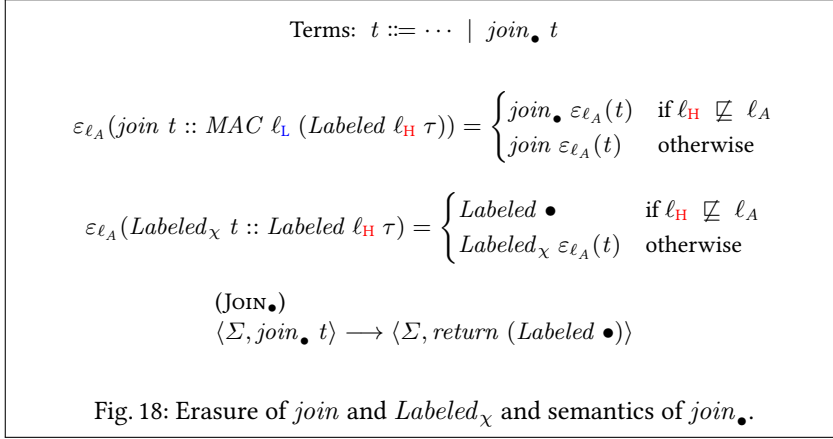 Terms: t ::= ⋯ | join• t
εℓA(join t :: MAC ℓL (Labeled ℓH τ)) = { join• εℓA(t) if ℓH ⋢ ℓA
join εℓA(t) otherwise
εℓA(Labeledχ t :: Labeled ℓH τ) = { Labeled • if ℓH ⋢ ℓA
Labeledχ εℓA(t) otherwise
(Join•)
⟨Σ, join• t⟩ ⟶ ⟨Σ, return (Labeled •)⟩
Fig. 18: Erasure of join and Labeledχ and semantics of join•.